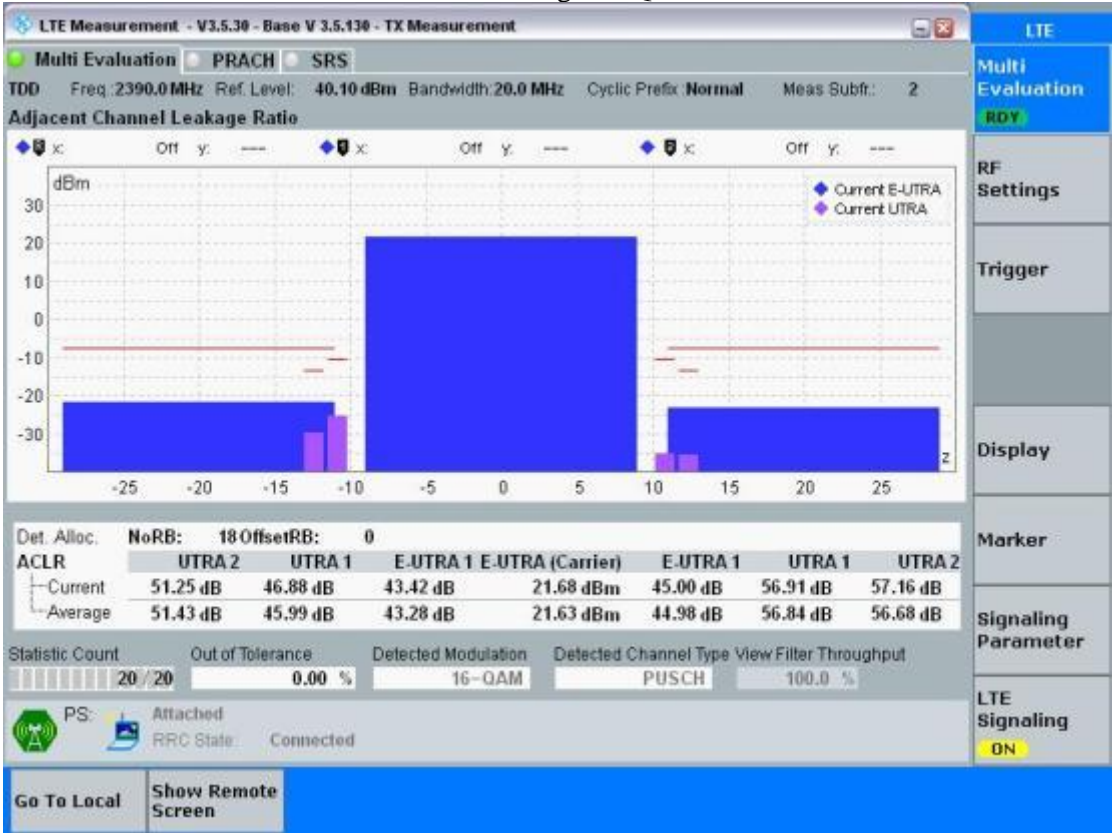 LTE Measurement - V3.5.30 - Base V 3.5.130 - TX Measurement
LTE
Multi Evaluation PRACH SRS
TDD Freq.:2390.0 MHz Ref. Level: 40.10 dBm Bandwidth:20.0 MHz Cyclic Prefix:Normal Meas Subfr.: 2
Adjacent Channel Leakage Ratio
x: Off y: --- x: Off y: --- x: Off y: ---
dBm
Current E-UTRA
Current UTRA
30
20
10
0
-10
-20
-30
z
-25 -20 -15 -10 -5 0 5 10 15 20 25
Det. Alloc. NoRB: 18 OffsetRB: 0
ACLR UTRA 2 UTRA 1 E-UTRA 1 E-UTRA (Carrier) E-UTRA 1 UTRA 1 UTRA 2
Current 51.25 dB 46.88 dB 43.42 dB 21.68 dBm 45.00 dB 56.91 dB 57.16 dB
Average 51.43 dB 45.99 dB 43.28 dB 21.63 dBm 44.98 dB 56.84 dB 56.68 dB
Statistic Count Out of Tolerance Detected Modulation Detected Channel Type View Filter Throughput
20 / 20 0.00 % 16-QAM PUSCH 100.0 %
PS: Attached
RRC State: Connected
Multi
Evaluation
RDY
RF
Settings
Trigger
Display
Marker
Signaling
Parameter
LTE
Signaling
ON
Go To Local
Show Remote
Screen